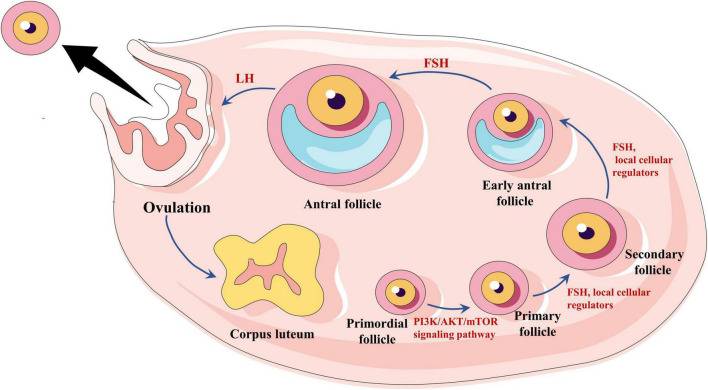 LH
FSH
FSH,
local cellular
regulators
Early antral
follicle
Antral follicle
Ovulation
Secondary
follicle
FSH, local cellular
regulators
Primary
follicle
PI3K/AKT/mTOR
signaling pathway
Primordial
follicle
Corpus luteum